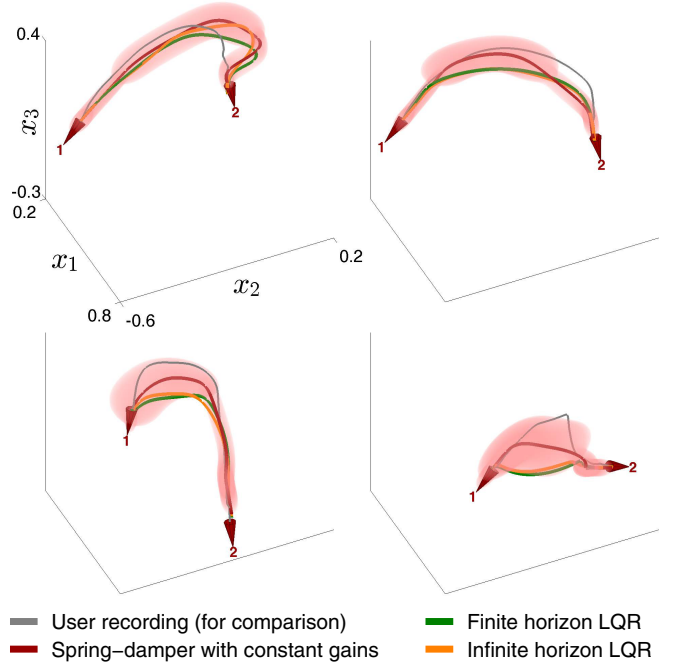 0.4
x3
1
2
-0.3
0.2
x1
x2
0.2
0.8
-0.6
1
2
1
2
1
2
User recording (for comparison)
Spring−damper with constant gains
Finite horizon LQR
Infinite horizon LQR